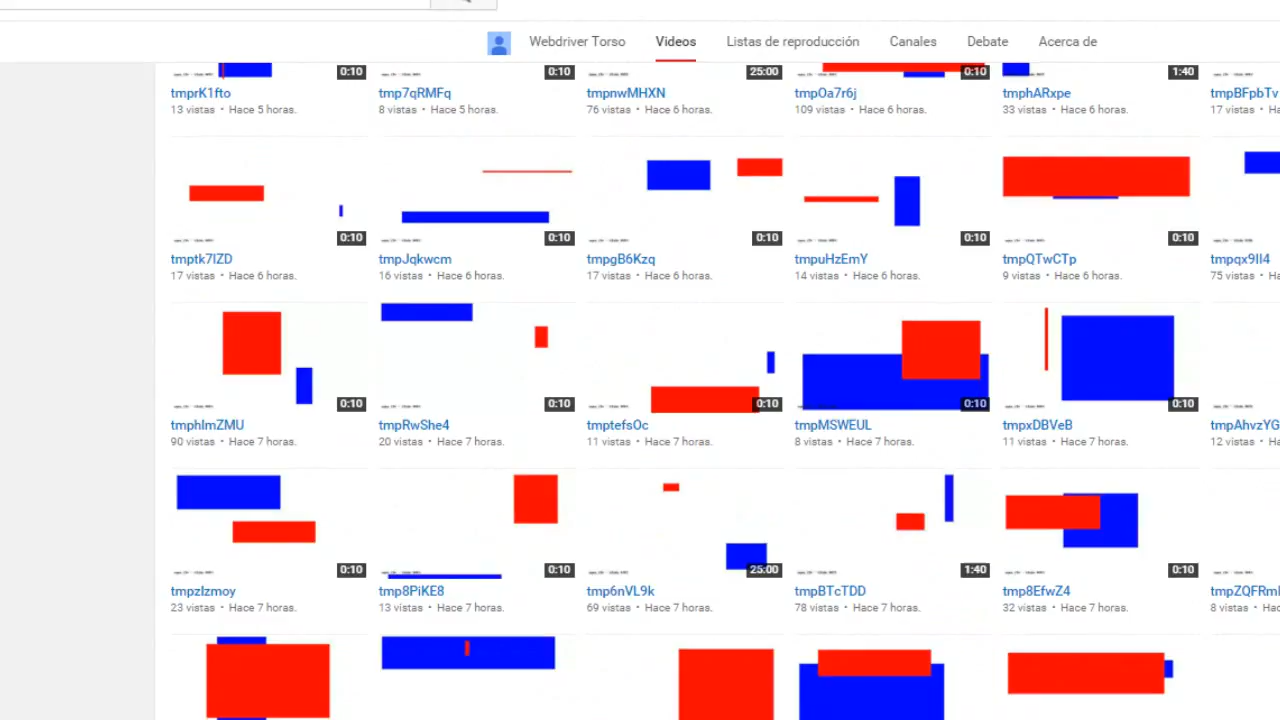 Webdriver Torso Videos Listas de reproducción Canales Debate Acerca de
0:10 0:10 25:00 0:10 1:40
tmprK1fto tmp7qRMFq tmpnwMHXN tmpOa7r6j tmphARxpe tmpBFpbTv
13 vistas • Hace 5 horas. 8 vistas • Hace 5 horas. 76 vistas • Hace 6 horas. 109 vistas • Hace 6 horas. 33 vistas • Hace 6 horas. 17 vistas • Ha
0:10 0:10 0:10 0:10 0:10
tmptk7IZD tmpJqkwcm tmpgB6Kzq tmpuHzEmY tmpQTwCTp tmpqx9lI4
17 vistas • Hace 6 horas. 16 vistas • Hace 6 horas. 17 vistas • Hace 6 horas. 14 vistas • Hace 6 horas. 9 vistas • Hace 6 horas. 75 vistas • Ha
0:10 0:10 0:10 0:10 0:10
tmphlmZMU tmpRwShe4 tmptefsOc tmpMSWEUL tmpxDBVeB tmpAhvzYG
90 vistas • Hace 7 horas. 20 vistas • Hace 7 horas. 11 vistas • Hace 7 horas. 8 vistas • Hace 7 horas. 11 vistas • Hace 7 horas. 12 vistas • Ha
0:10 0:10 25:00 1:40 0:10
tmpzlzmoy tmp8PiKE8 tmp6nVL9k tmpBTcTDD tmp8EfwZ4 tmpZQFRm
23 vistas • Hace 7 horas. 13 vistas • Hace 7 horas. 69 vistas • Hace 7 horas. 78 vistas • Hace 7 horas. 32 vistas • Hace 7 horas. 8 vistas • Hac